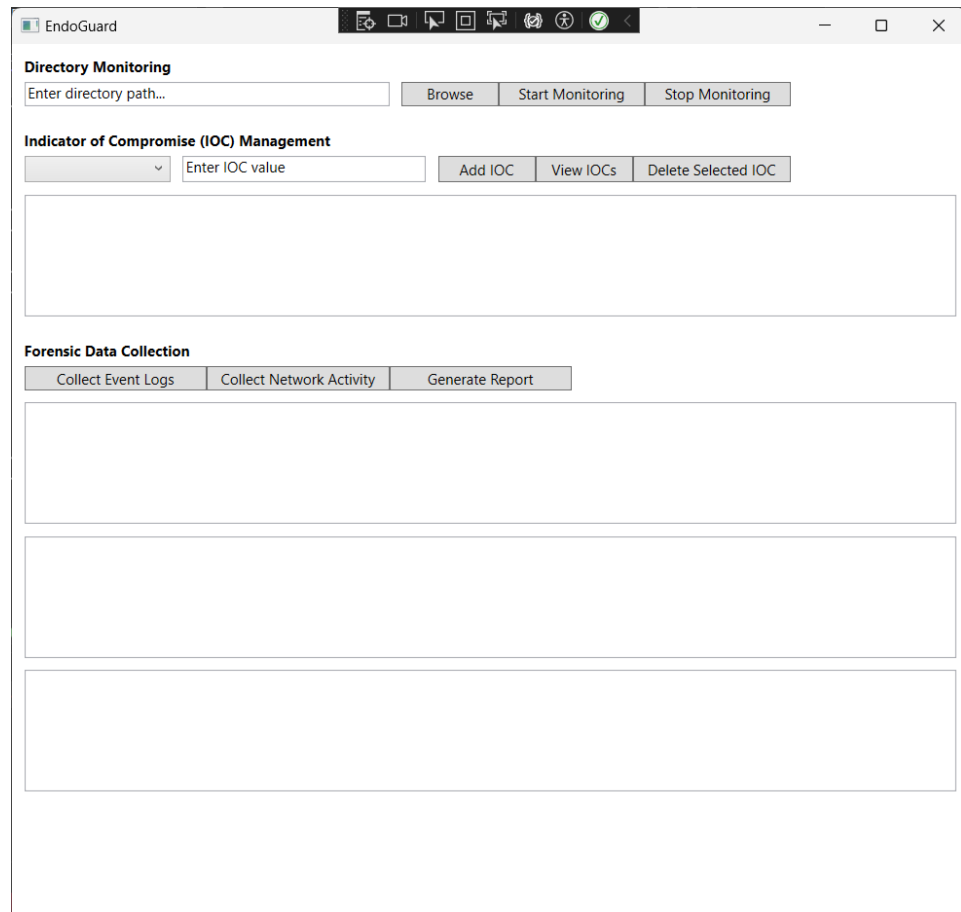 EndoGuard
Directory Monitoring
Enter directory path... Browse Start Monitoring Stop Monitoring
Indicator of Compromise (IOC) Management
Enter IOC value Add IOC View IOCs Delete Selected IOC
Forensic Data Collection
Collect Event Logs Collect Network Activity Generate Report